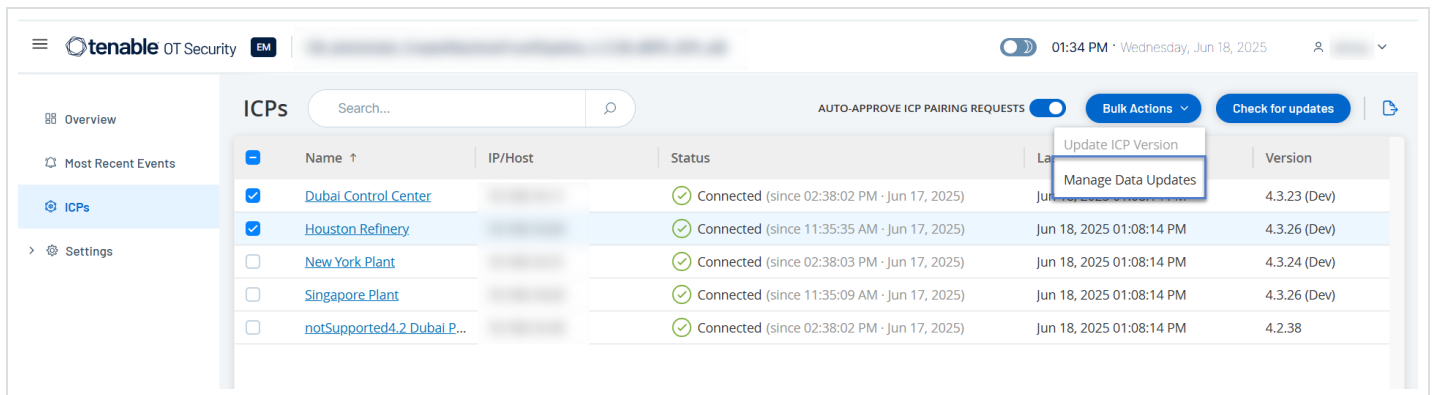 tenable OT Security EM 01:34 PM · Wednesday, Jun 18, 2025
Overview
Most Recent Events
ICPs
Settings
ICPs Search... AUTO-APPROVE ICP PAIRING REQUESTS Bulk Actions Check for updates
Update ICP Version
Manage Data Updates
Name ↑ IP/Host Status La Version
Dubai Control Center Connected (since 02:38:02 PM · Jun 17, 2025) 4.3.23 (Dev)
Houston Refinery Connected (since 11:35:35 AM · Jun 17, 2025) Jun 18, 2025 01:08:14 PM 4.3.26 (Dev)
New York Plant Connected (since 02:38:03 PM · Jun 17, 2025) Jun 18, 2025 01:08:14 PM 4.3.24 (Dev)
Singapore Plant Connected (since 11:35:09 AM · Jun 17, 2025) Jun 18, 2025 01:08:14 PM 4.3.26 (Dev)
notSupported4.2 Dubai P... Connected (since 02:38:02 PM · Jun 17, 2025) Jun 18, 2025 01:08:14 PM 4.2.38